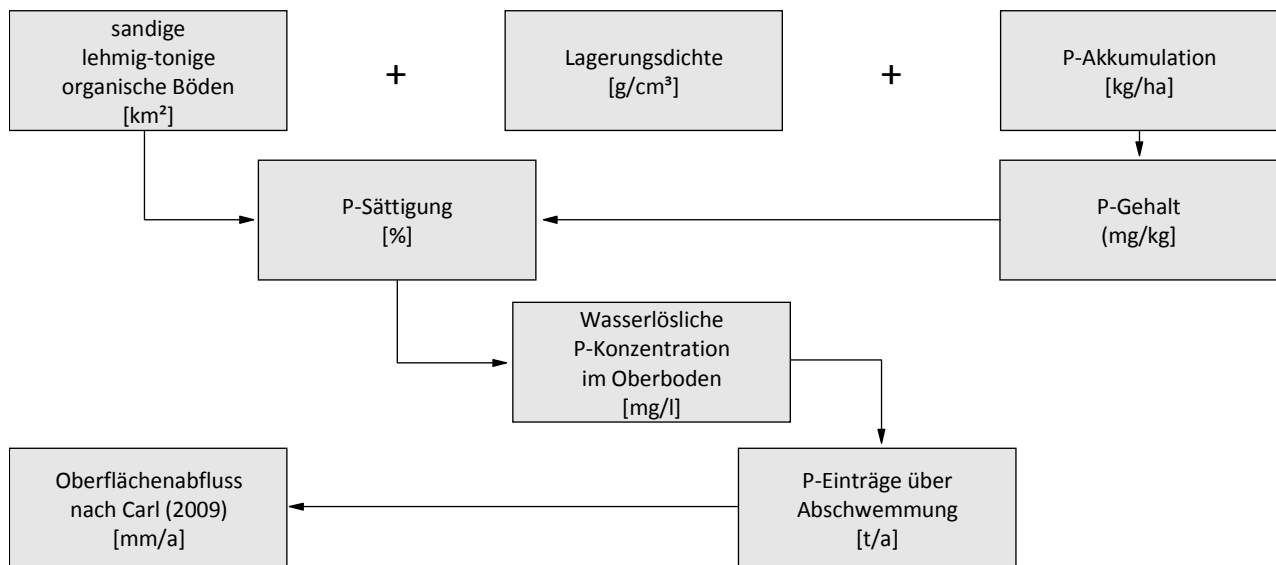 sandige
lehmig-tonige
organische Böden
[km²]
+
Lagerungsdichte
[g/cm³]
+
P-Akkumulation
[kg/ha]
P-Sättigung
[%]
P-Gehalt
(mg/kg]
Wasserlösliche
P-Konzentration
im Oberboden
[mg/l]
Oberflächenabfluss
nach Carl (2009)
[mm/a]
P-Einträge über
Abschwemmung
[t/a]